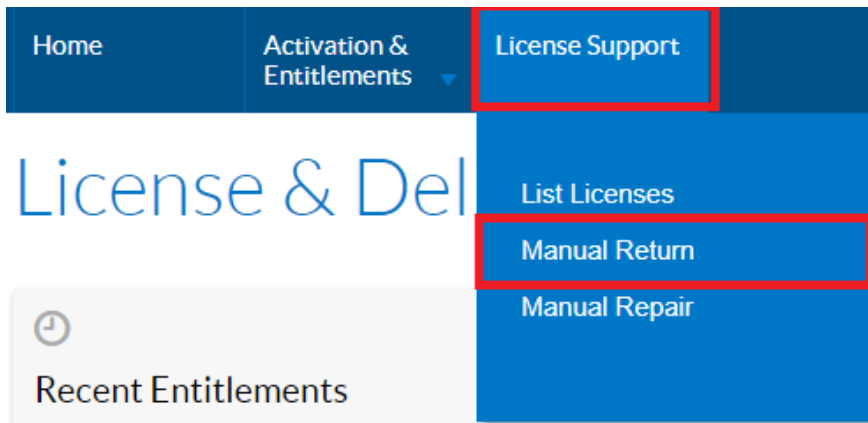 Home
Activation &
Entitlements
License Support
License & Del
List Licenses
Manual Return
Manual Repair
Recent Entitlements